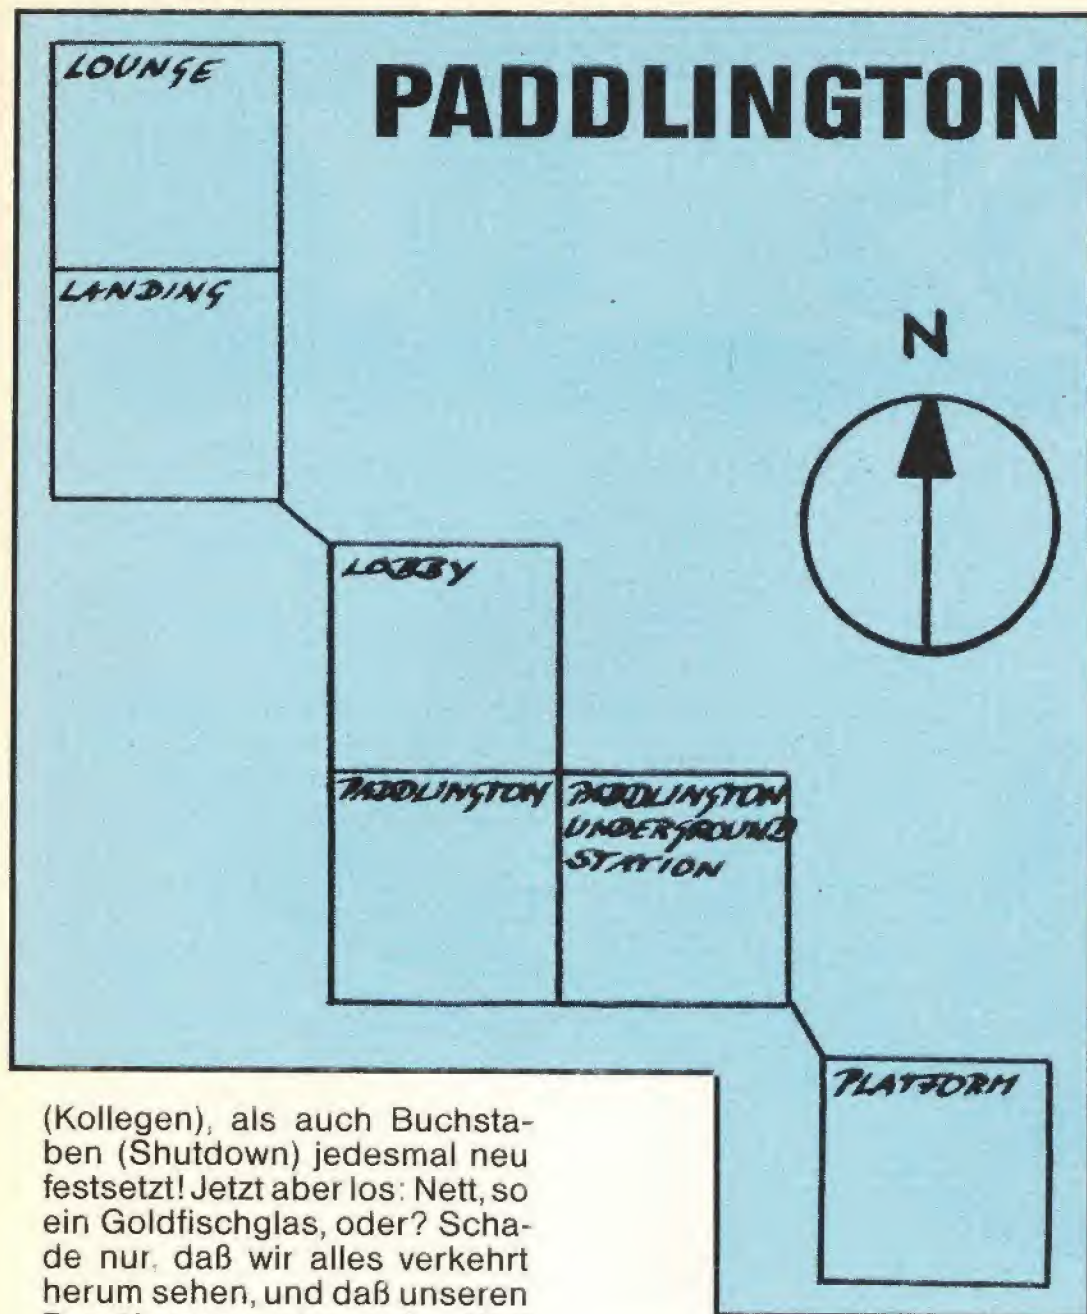 PADDLINGTON
LOUNGE
LANDING
N
LOBBY
PADDLINGTON
PADDLINGTON
UNDERGROUND
STATION
PLATFORM
(Kollegen), als auch Buchsta-
ben (Shutdown) jedesmal neu
festsetzt! Jetzt aber los: Nett, so
ein Goldfischglas, oder? Scha-
de nur, daß wir alles verkehrt
herum sehen, und daß unseren